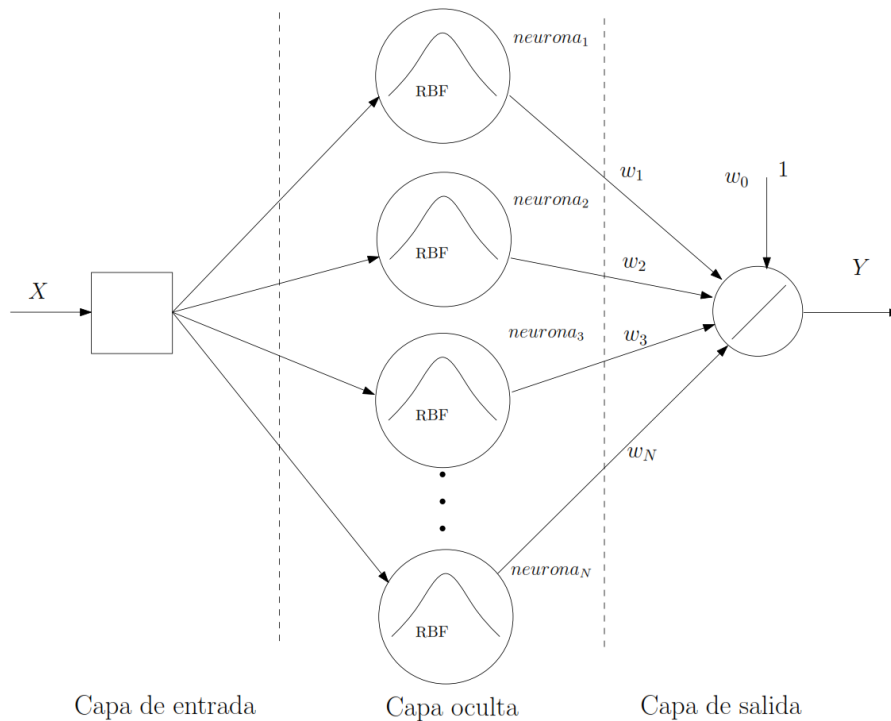 neurona₁
RBF
w₁
1
w₀
neurona₂
RBF
w₂
Y
X
neurona₃
w₃
RBF
w_N
neurona_N
RBF
Capa de entrada
Capa oculta
Capa de salida